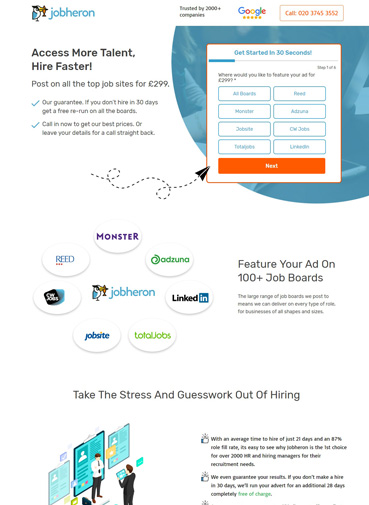 jobheron
Trusted by 2000+
companies
Google
Call: 020 3745 3552
Access More Talent,
Hire Faster!
Post on all the top job sites for £299.
Our guarantee. If you don't hire in 30 days
get a free re-run on all the boards.
Call in now to get our best prices. Or
leave your details for a call straight back.
Get Started In 30 Seconds!
Step 1 of 6
Where would you like to feature your ad for
£299? *
All Boards
Reed
Monster
Adzuna
Jobsite
CW Jobs
Totaljobs
Linkedin
Next
MONSTER
REED
adzuna
CW JOBS
jobheron
Linked in
jobsite
totaljobs
Feature Your Ad On
100+ Job Boards
The large range of job boards we post to
means we can deliver on every type of role,
for businesses of all shapes and sizes.
Take The Stress And Guesswork Out Of Hiring
With an average time to hire of just 21 days and an 87%
role fill rate, its easy to see why Jobheron is the 1st choice
for over 2000 HR and hiring managers for their
recruitment needs.
We even guarantee your results. If you don't make a hire
in 30 days, we'll run your advert for an additional 28 days
completely free of charge.